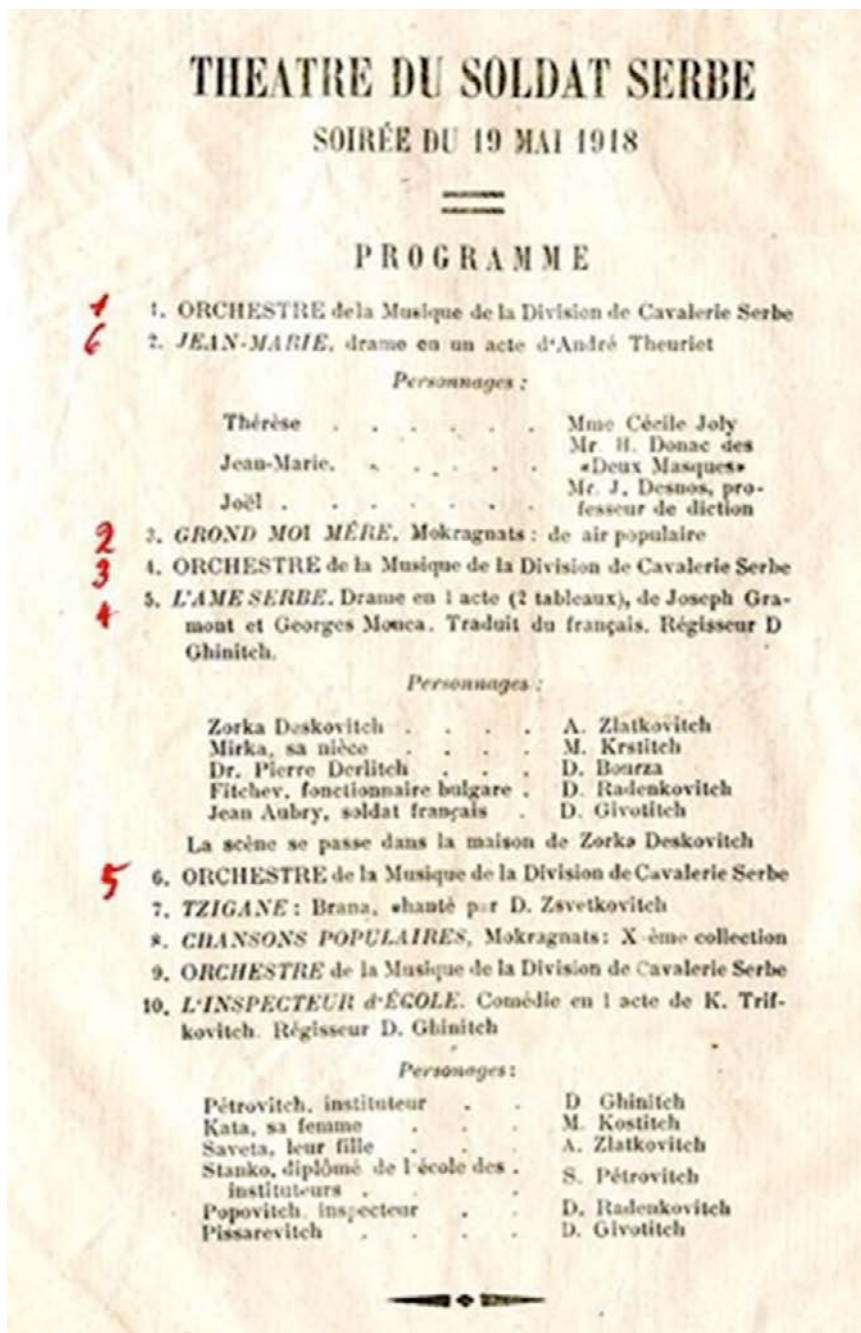 THEATRE DU SOLDAT SERBE
SOIRÉE DU 19 MAI 1918
PROGRAMME
1 1. ORCHESTRE dela Musique de la Division de Cavalerie Serbe
6 2. JEAN-MARIE, drame en un acte d'André Theuriet
Personnages :
Thérèse . . . . . . Mme Cécile Joly
Jean-Marie. . . . . . Mr H. Donac des «Deux Masques»
Joël . . . . . . . Mr. J. Desnos, pro-
fesseur de diction
2 3. GROND MOI MÊRE, Mokragnats : de air populaire
3 4. ORCHESTRE de la Musique de la Division de Cavalerie Serbe
4 5. L'AME SERBE. Drame en 1 acte (2 tableaux), de Joseph Gra-
mont et Georges Mouca. Traduit du français. Régisseur D
Ghinitch.
Personnages :
Zorka Deskovitch . . . . A. Zlatkovitch
Mirka, sa nièce . . . . M. Krstitch
Dr. Pierre Derlitch . . . D. Bourza
Fitchev, fonctionnaire bulgare . D. Radenkovitch
Jean Aubry, soldat français . D. Givotitch
La scène se passe dans la maison de Zorka Deskovitch
5 6. ORCHESTRE de la Musique de la Division de Cavalerie Serbe
7. TZIGANE : Brana, chanté par D. Zsvetkovitch
8. CHANSONS POPULAIRES, Mokragnats: X-ème collection
9. ORCHESTRE de la Musique de la Division de Cavalerie Serbe
10. L'INSPECTEUR d'ÉCOLE. Comédie en 1 acte de K. Trif-
kovitch. Régisseur D. Ghinitch
Personages :
Pétrovitch, instituteur . . D Ghinitch
Kata, sa femme . . . M. Kostitch
Saveta, leur fille . . . A. Zlatkovitch
Stanko, diplômé de l'école des .
instituteurs . . S. Pétrovitch
Popovitch, inspecteur . . D. Radenkovitch
Pissarevitch . . . . D. Givotitch